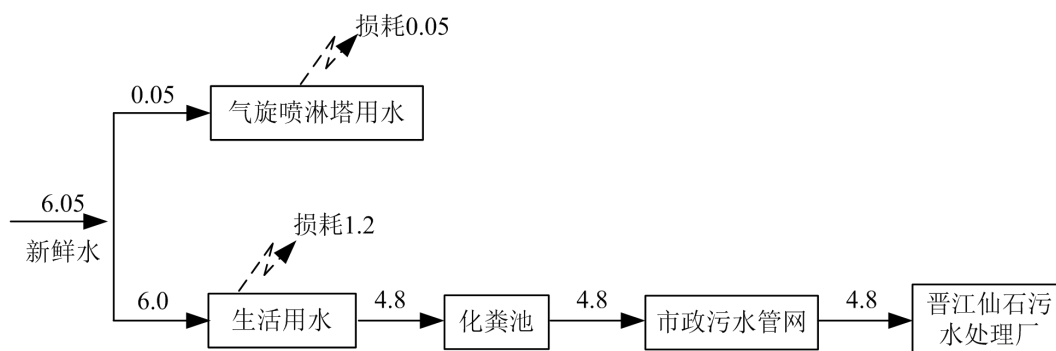 损耗0.05
0.05
气旋喷淋塔用水
6.05
新鲜水
损耗1.2
6.0
生活用水
4.8
化粪池
4.8
市政污水管网
4.8
晋江仙石污
水处理厂